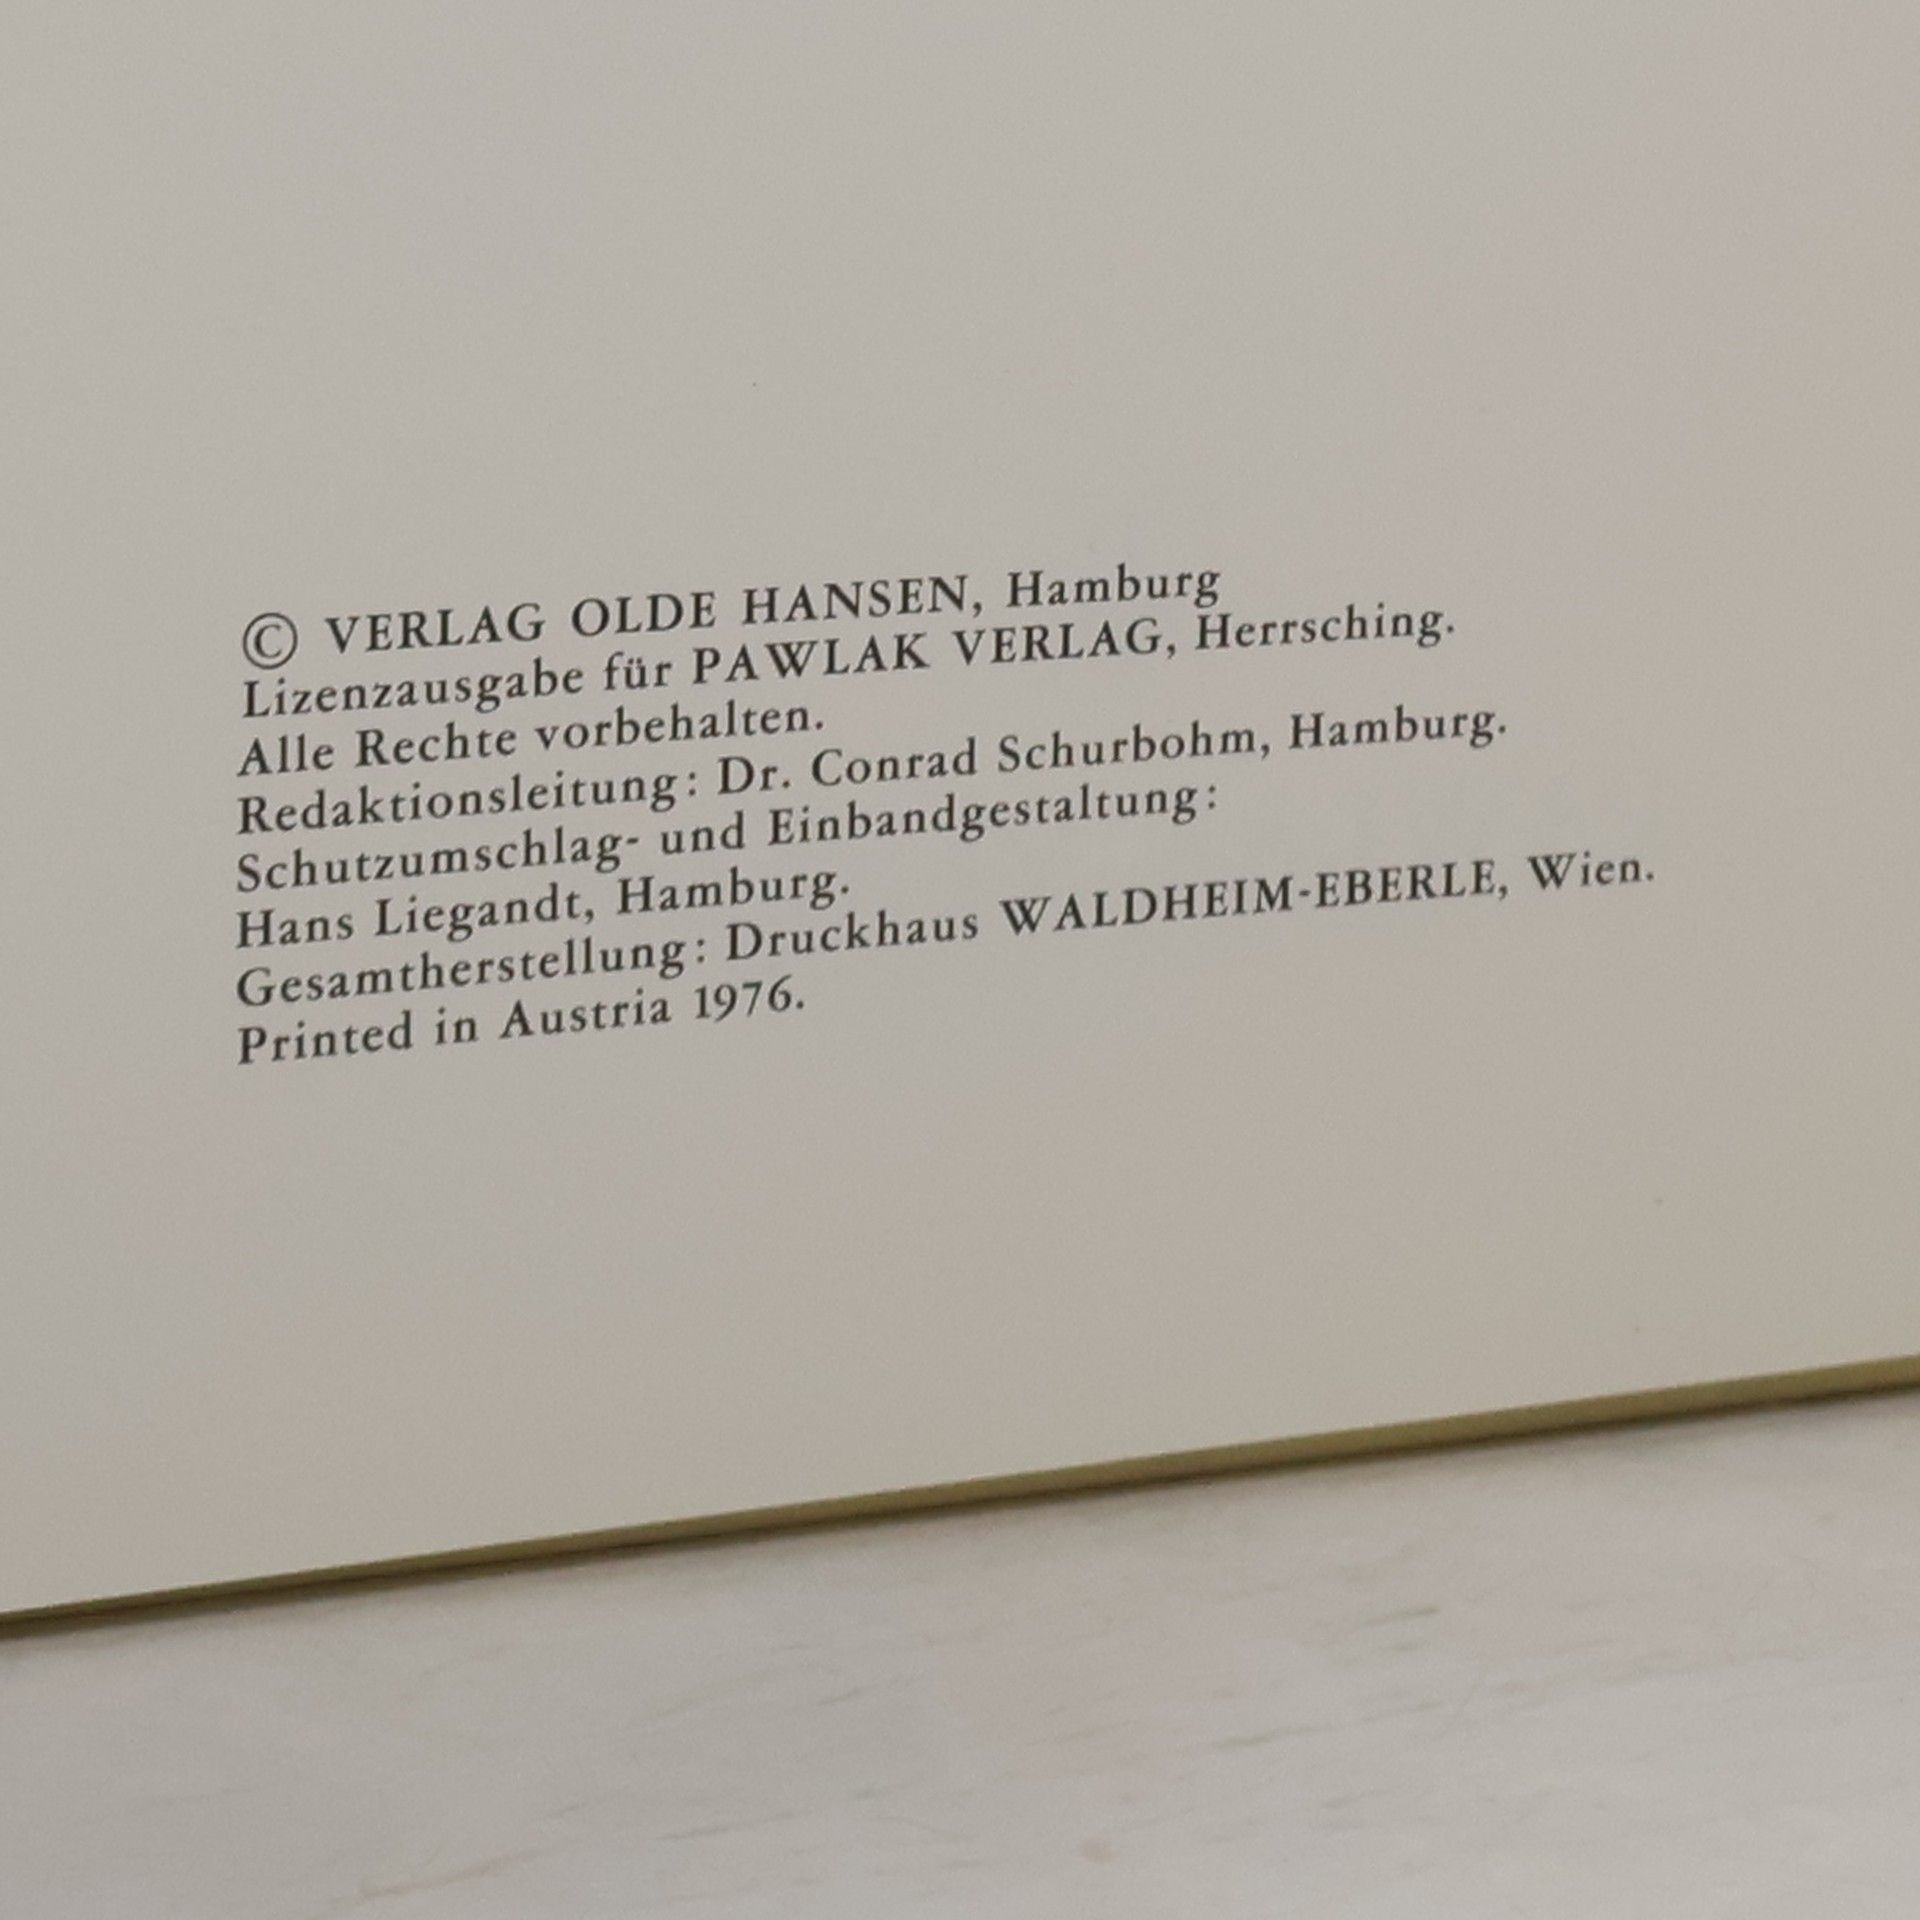 © VERLAG OLDE HANSEN, Hamburg
Lizenzausgabe für PAWLAK VERLAG, Herrsching.
Alle Rechte vorbehalten.
Redaktionsleitung: Dr. Conrad Schurbohm, Hamburg.
Schutzumschlag- und Einbandgestaltung:
Hans Liegandt, Hamburg.
Gesamtherstellung: Druckhaus WALDHEIM-EBERLE, Wien.
Printed in Austria 1976.